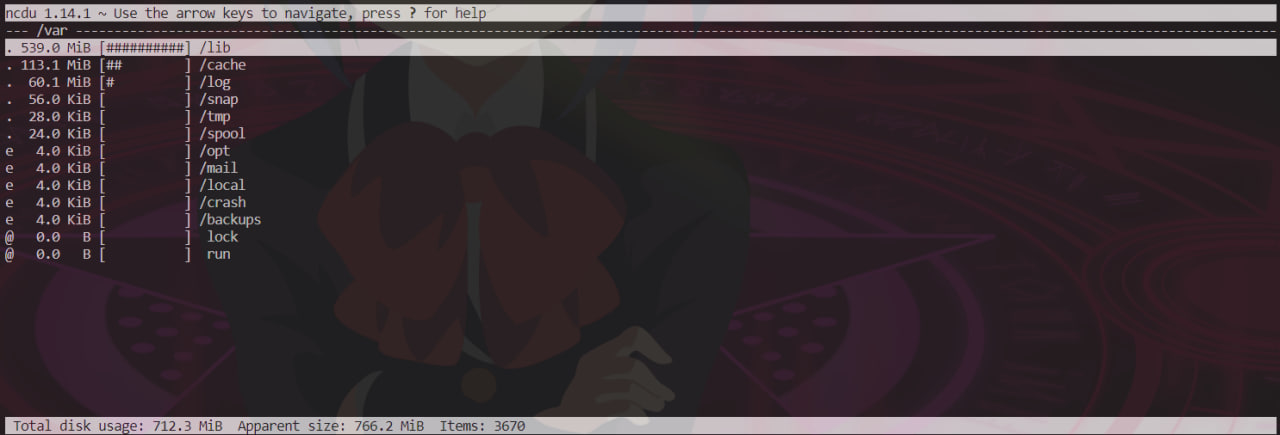 ncdu 1.14.1 ~ Use the arrow keys to navigate, press ? for help
--- /var ----------------------------------------------------------------------------------------------------------------------------------------------------------
. 539.0 MiB [##########] /lib
. 113.1 MiB [##        ] /cache
.  60.1 MiB [#         ] /log
.  56.0 KiB [          ] /snap
.  28.0 KiB [          ] /tmp
.  24.0 KiB [          ] /spool
e   4.0 KiB [          ] /opt
e   4.0 KiB [          ] /mail
e   4.0 KiB [          ] /local
e   4.0 KiB [          ] /crash
e   4.0 KiB [          ] /backups
@   0.0   B [          ]  lock
@   0.0   B [          ]  run
Total disk usage: 712.3 MiB  Apparent size: 766.2 MiB  Items: 3670